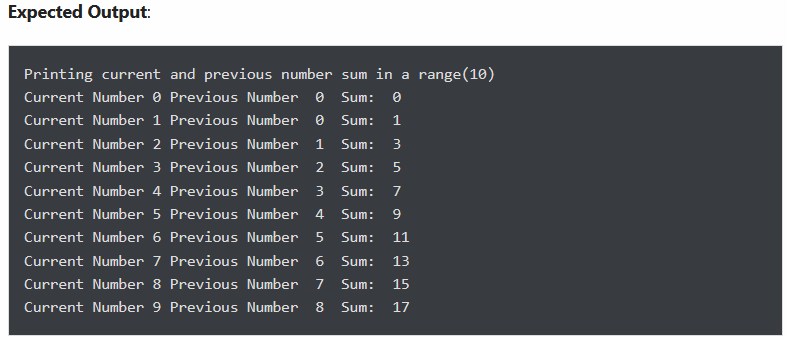 Expected Output:
Printing current and previous number sum in a range(10)
Current Number 0 Previous Number  0  Sum:  0
Current Number 1 Previous Number  0  Sum:  1
Current Number 2 Previous Number  1  Sum:  3
Current Number 3 Previous Number  2  Sum:  5
Current Number 4 Previous Number  3  Sum:  7
Current Number 5 Previous Number  4  Sum:  9
Current Number 6 Previous Number  5  Sum:  11
Current Number 7 Previous Number  6  Sum:  13
Current Number 8 Previous Number  7  Sum:  15
Current Number 9 Previous Number  8  Sum:  17